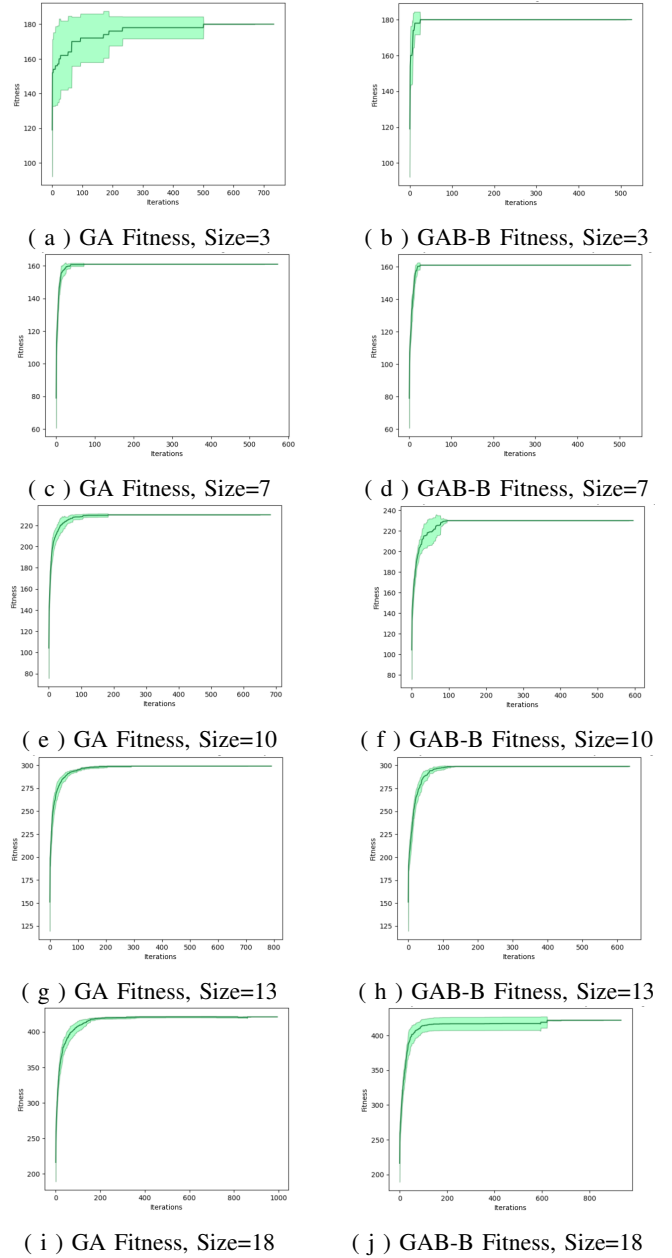 180
160
140
120
100
Fitness
0 100 200 300 400 500 600 700
Iterations
( a ) GA Fitness, Size=3
180
160
140
120
100
Fitness
0 100 200 300 400 500
Iterations
( b ) GAB-B Fitness, Size=3
160
140
120
100
80
60
Fitness
0 100 200 300 400 500 600
Iterations
( c ) GA Fitness, Size=7
160
140
120
100
80
60
Fitness
0 100 200 300 400 500
Iterations
( d ) GAB-B Fitness, Size=7
220
200
180
160
140
120
100
80
Fitness
0 100 200 300 400 500 600 700
Iterations
( e ) GA Fitness, Size=10
240
220
200
180
160
140
120
100
80
Fitness
0 100 200 300 400 500 600
Iterations
( f ) GAB-B Fitness, Size=10
300
275
250
225
200
175
150
125
Fitness
0 100 200 300 400 500 600 700 800
Iterations
( g ) GA Fitness, Size=13
300
275
250
225
200
175
150
125
Fitness
0 100 200 300 400 500 600
Iterations
( h ) GAB-B Fitness, Size=13
400
350
300
250
200
Fitness
0 200 400 600 800 1000
Iterations
( i ) GA Fitness, Size=18
400
350
300
250
200
Fitness
0 200 400 600 800
Iterations
( j ) GAB-B Fitness, Size=18